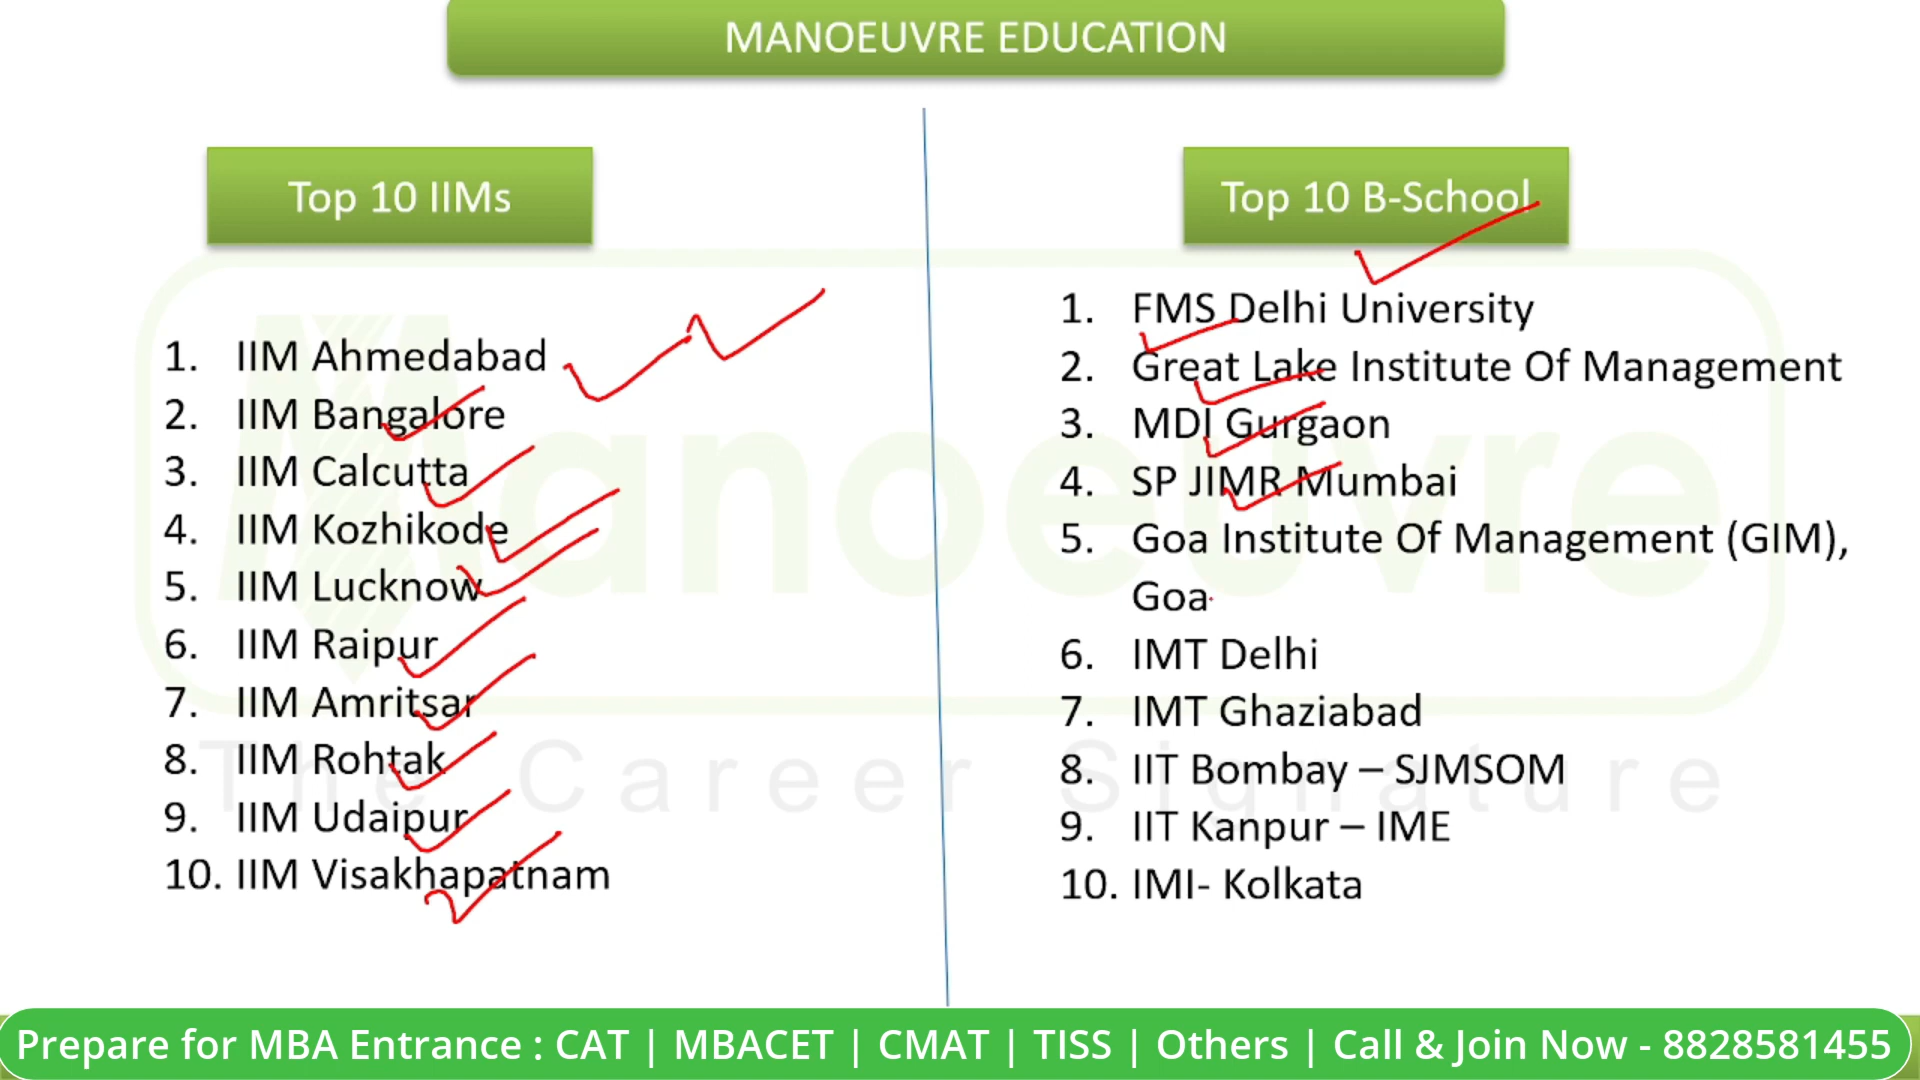 MANOEUVRE EDUCATION
Top 10 IIMs
1. IIM Ahmedabad
2. IIM Bangalore
3. IIM Calcutta
4. IIM Kozhikode
5. IIM Lucknow
6. IIM Raipur
7. IIM Amritsar
8. IIM Rohtak
9. IIM Udaipur
10. IIM Visakhapatnam
Top 10 B-School
1. FMS Delhi University
2. Great Lake Institute Of Management
3. MDI Gurgaon
4. SP JIMR Mumbai
5. Goa Institute Of Management (GIM),
Goa
6. IMT Delhi
7. IMT Ghaziabad
8. IIT Bombay – SJMSOM
9. IIT Kanpur – IME
10. IMI- Kolkata
Manoeuvre
The Career Signature
Prepare for MBA Entrance : CAT | MBACET | CMAT | TISS | Others | Call & Join Now - 8828581455